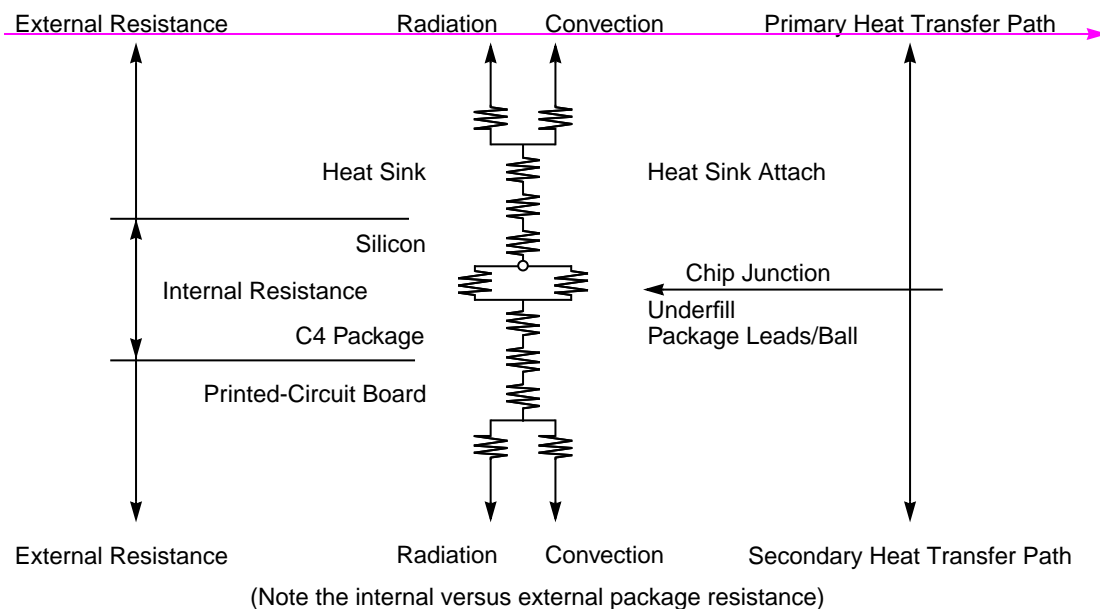 External Resistance Radiation Convection Primary Heat Transfer Path
Heat Sink Heat Sink Attach
Silicon
Chip Junction
Internal Resistance
Underfill
C4 Package Package Leads/Ball
Printed-Circuit Board
External Resistance Radiation Convection Secondary Heat Transfer Path
(Note the internal versus external package resistance)